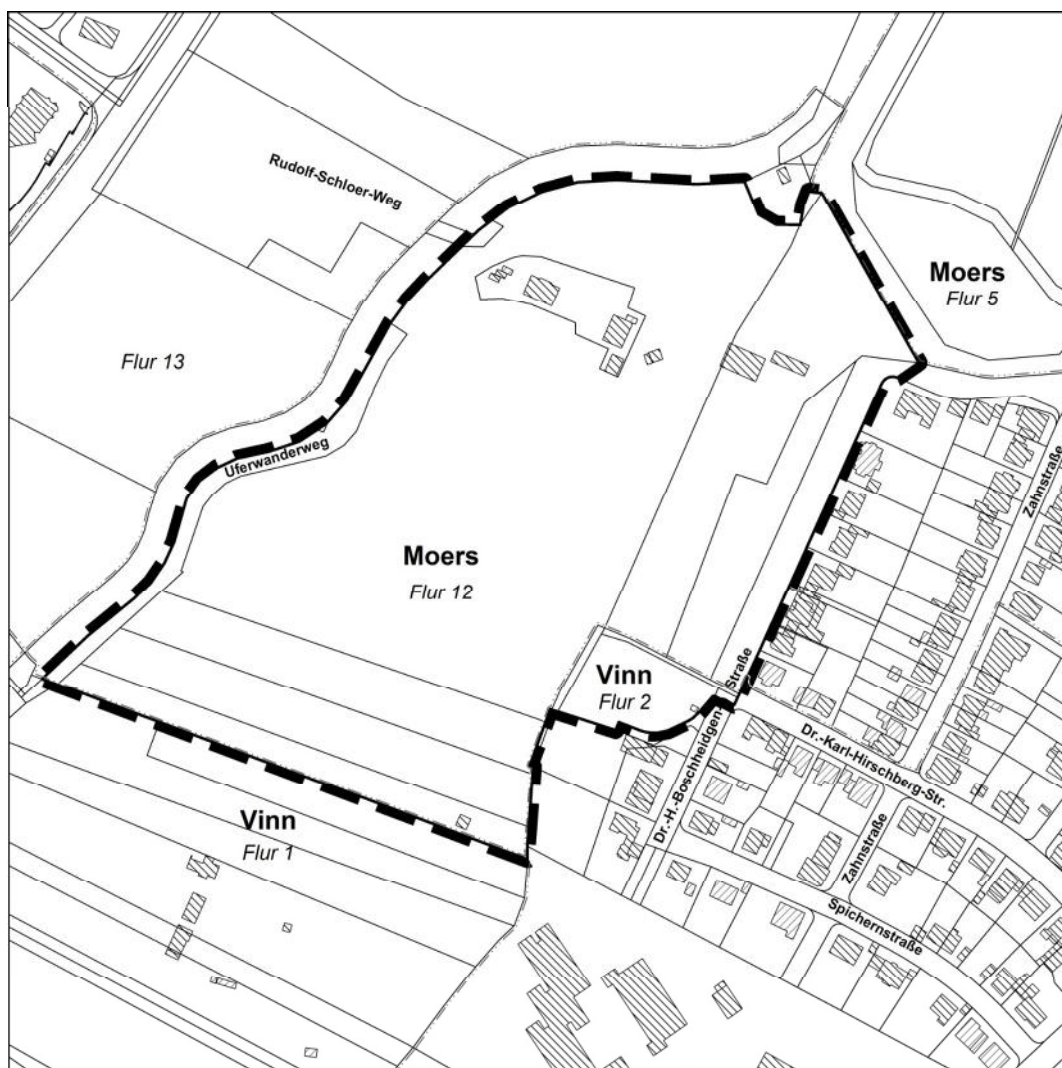 Rudolf-Schloer-Weg
Moers
Flur 5
Flur 13
Uferwanderweg
Zahnstraße
Moers
Flur 12
Vinn
Flur 2
Dr.-H.-Boschheidgen-Straße
Dr.-Karl-Hirschberg-Str.
Vinn
Flur 1
Zahnstraße
Spichernstraße